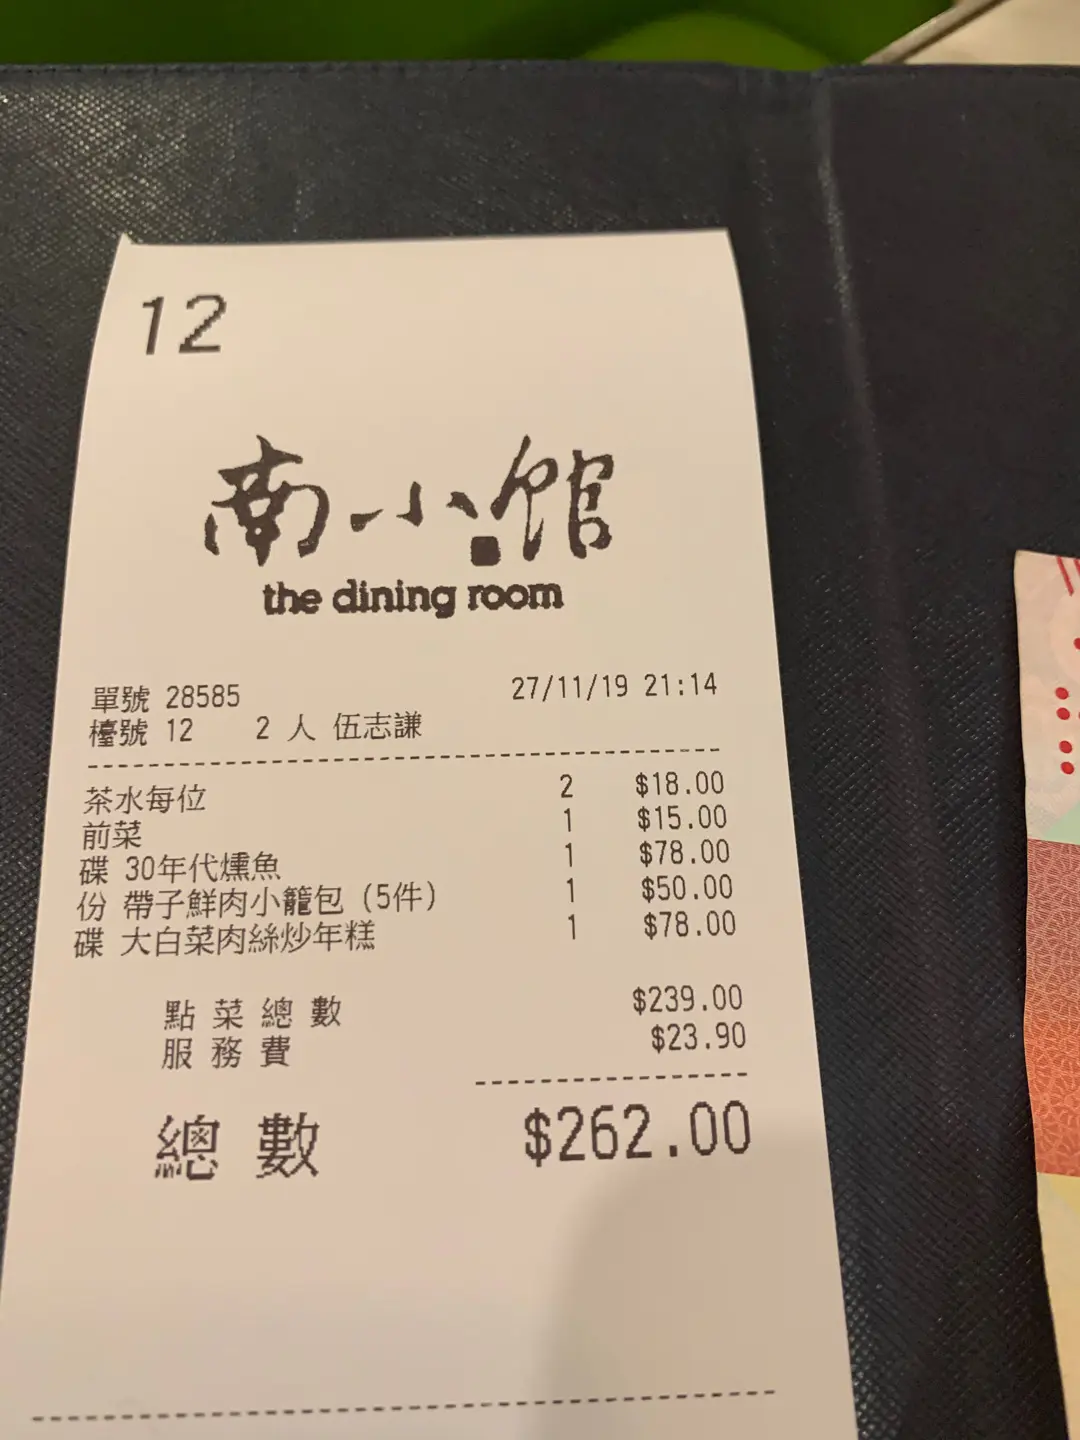 12
南小館
the dining room
單號 28585 27/11/19 21:14
檯號 12 2 人 伍志謙
茶水每位 2 $18.00
前菜 1 $15.00
碟 30年代燻魚 1 $78.00
份 帶子鮮肉小籠包 (5件) 1 $50.00
碟 大白菜肉絲炒年糕 1 $78.00
點菜總數 $239.00
服務費 $23.90
總數 $262.00